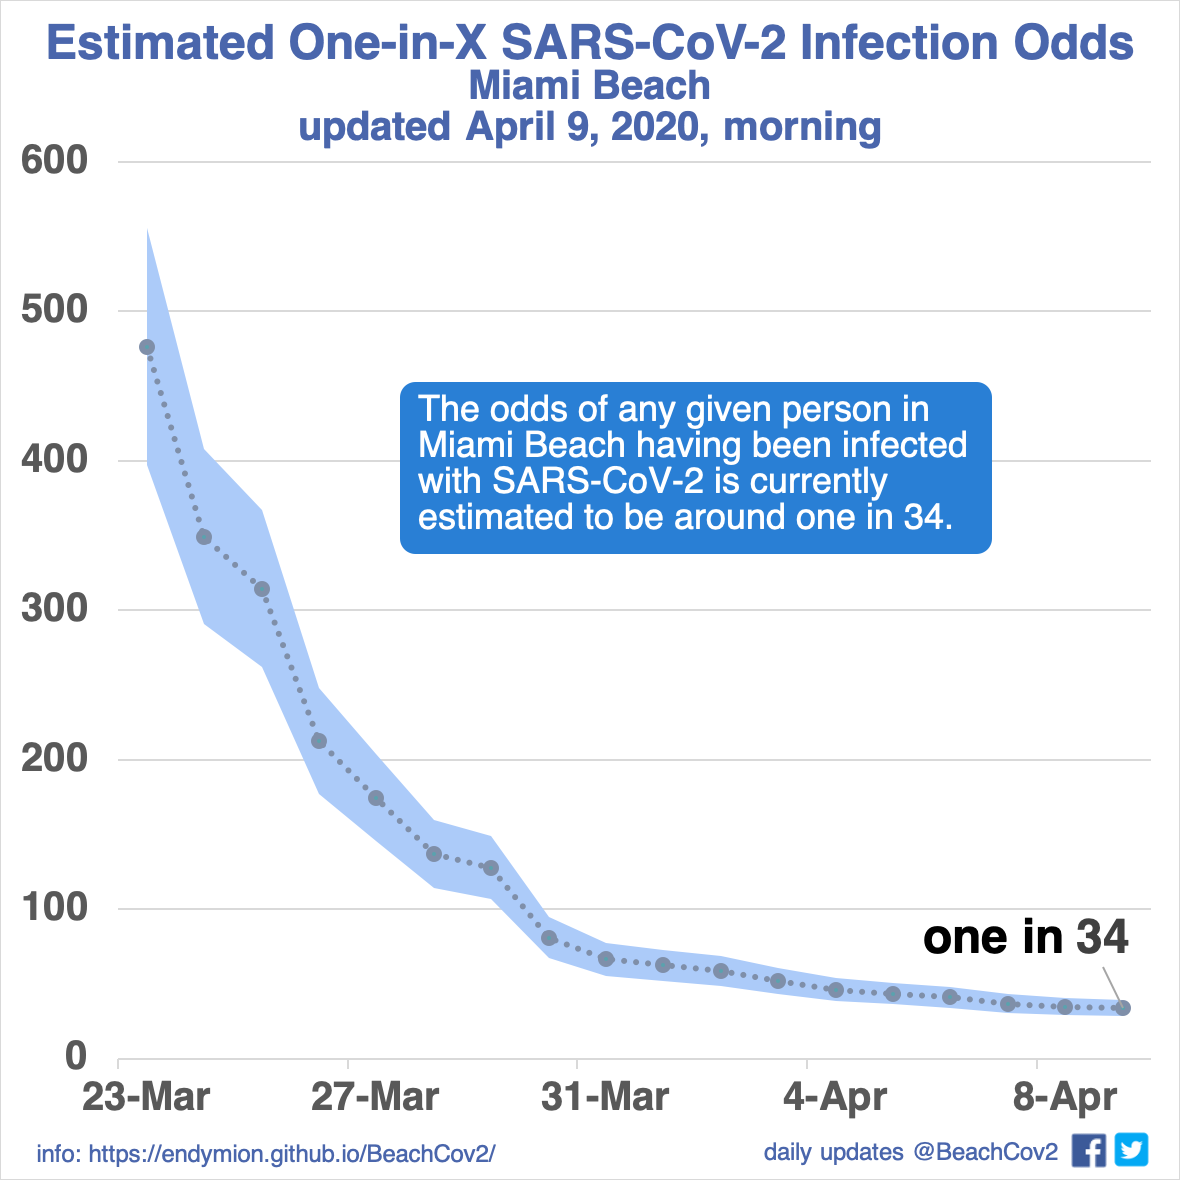 Estimated One-in-X SARS-CoV-2 Infection Odds
Miami Beach
updated April 9, 2020, morning
600
500
400
300
200
100
0
The odds of any given person in
Miami Beach having been infected
with SARS-CoV-2 is currently
estimated to be around one in 34.
one in 34
23-Mar 27-Mar 31-Mar 4-Apr 8-Apr
info: https://endymion.github.io/BeachCov2/
daily updates @BeachCov2